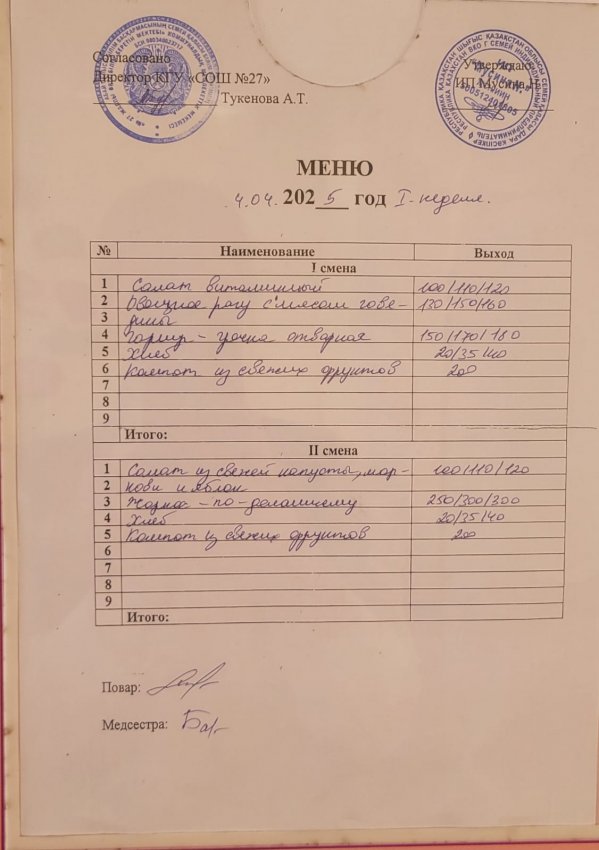 Согласовано
Директор КГУ «СОШ №27»
Тукенова А.Т.
Утверждаю
ИП Мусина
МЕНЮ
4.04. 2025 год I-неделя.
№ Наименование Выход
I смена
1 Салат витаминный 100/110/120
2 Овощное рагу с мясом говя- 130/150/160
3 дины
4 Гарнир - гречка отварная 150/170/180
5 Хлеб 20/35/40
6 Компот из свежих фруктов 200
7
8
9
Итого:
II смена
1 Салат из свежей капусты, мор- 100/110/120
2 кови и яблок
3 Жаркое - по-домашнему 250/300/300
4 Хлеб 20/35/40
5 Компот из свежих фруктов 200
6
7
8
9
Итого:
Повар:
Медсестра: